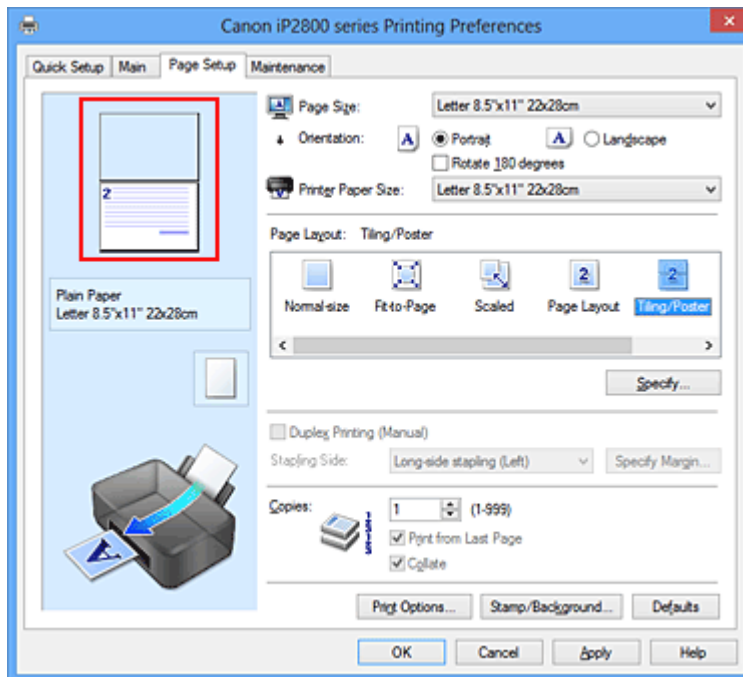 Canon iP2800 series Printing Preferences
Quick Setup Main Page Setup Maintenance
Page Size: Letter 8.5"x11" 22x28cm
Orientation: A Portrait A Landscape
Rotate 180 degrees
Printer Paper Size: Letter 8.5"x11" 22x28cm
2
Page Layout: Tiling/Poster
2 2
Normal-size Fit-to-Page Scaled Page Layout Tiling/Poster
Plain Paper
Letter 8.5"x11" 22x28cm
Specify...
Duplex Printing (Manual)
Stapling Side: Long-side stapling (Left) Specify Margin...
Copies: 1 (1-999)
Print from Last Page
Collate
A
Print Options... Stamp/Background... Defaults
OK Cancel Apply Help